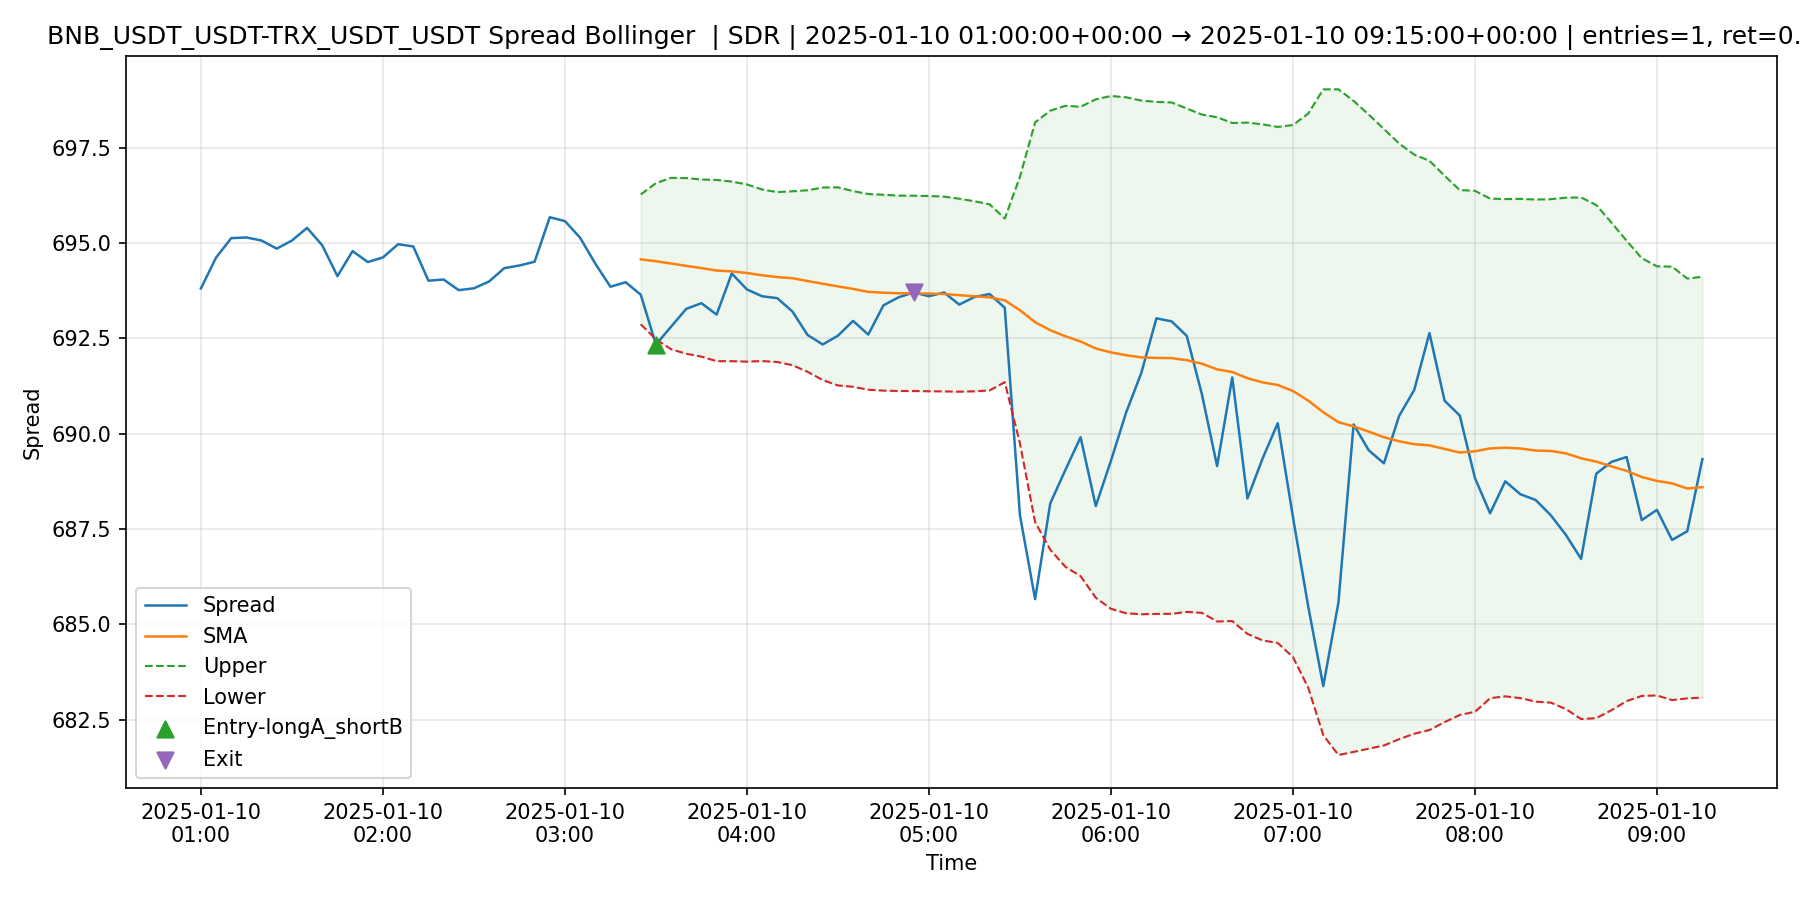 BNB_USDT_USDT-TRX_USDT_USDT Spread Bollinger | SDR | 2025-01-10 01:00:00+00:00 → 2025-01-10 09:15:00+00:00 | entries=1, ret=0.
Spread
697.5
695.0
692.5
690.0
687.5
685.0
682.5
Spread
SMA
Upper
Lower
Entry-longA_shortB
Exit
2025-01-10
01:00
2025-01-10
02:00
2025-01-10
03:00
2025-01-10
04:00
2025-01-10
05:00
2025-01-10
06:00
2025-01-10
07:00
2025-01-10
08:00
2025-01-10
09:00
Time